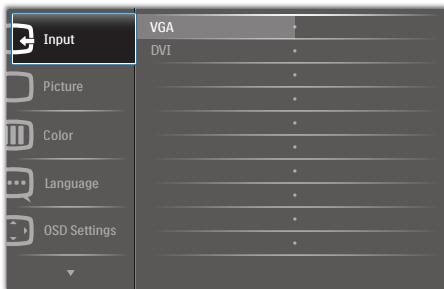 Input
VGA
DVI
Picture
Color
Language
OSD Settings